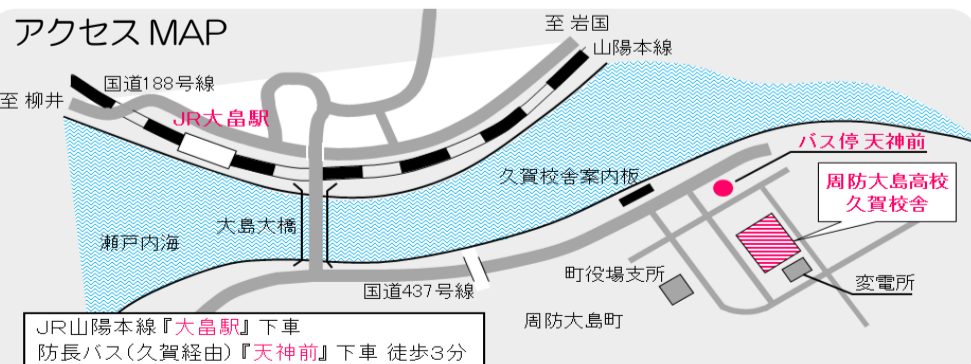 アクセスMAP
至 岩国
山陽本線
国道188号線
至 柳井
JR大畠駅
バス停 天神前
久賀校舎案内板
周防大島高校
久賀校舎
大島大橋
瀬戸内海
町役場支所
変電所
国道437号線
周防大島町
JR山陽本線『大畠駅』下車
防長バス(久賀経由)『天神前』下車 徒歩3分